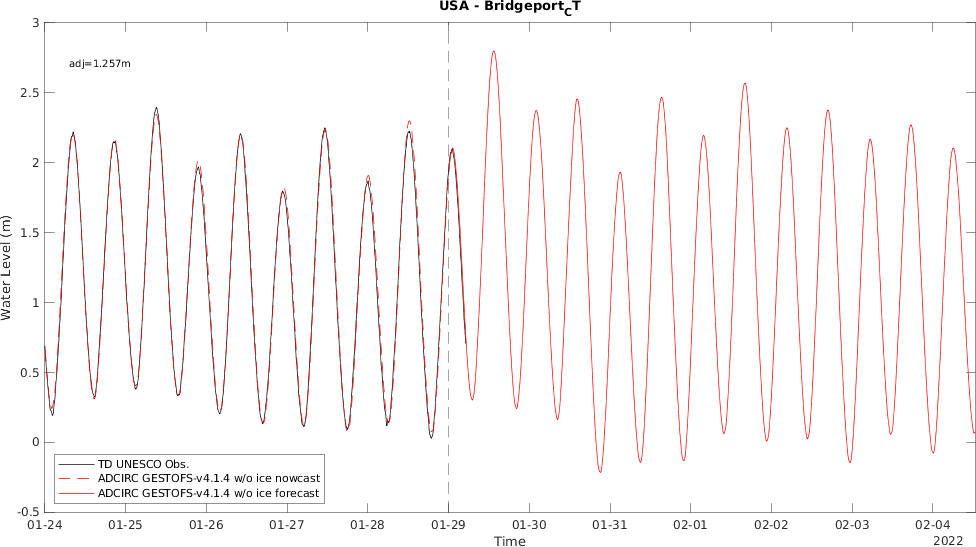 USA - Bridgeport_CT
adj=1.257m
3
2.5
2
1.5
1
0.5
0
-0.5
Water Level (m)
TD UNESCO Obs.
ADCIRC GESTOFS-v4.1.4 w/o ice nowcast
ADCIRC GESTOFS-v4.1.4 w/o ice forecast
01-24 01-25 01-26 01-27 01-28 01-29 01-30 01-31 02-01 02-02 02-03 02-04
Time
2022